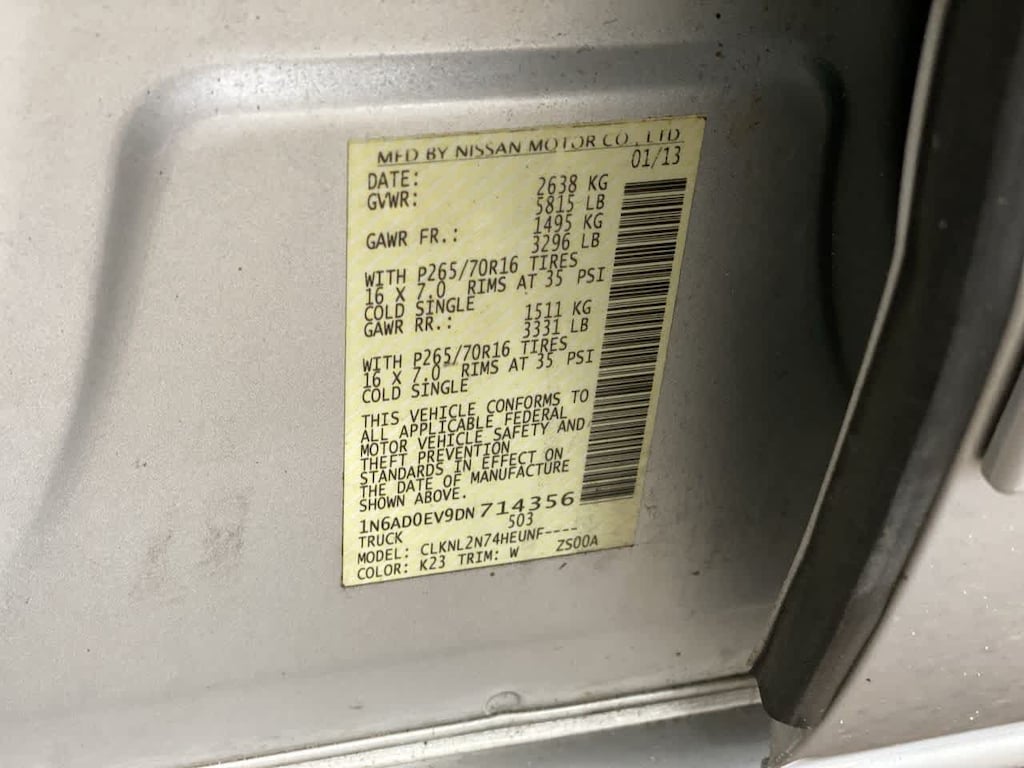 MFD BY NISSAN MOTOR CO., LTD
DATE: 01/13
GVWR: 2638 KG
5815 LB
GAWR FR.: 1495 KG
3296 LB
WITH P265/70R16 TIRES
16 X 7.0 RIMS AT 35 PSI
COLD SINGLE
GAWR RR.: 1511 KG
3331 LB
WITH P265/70R16 TIRES
16 X 7.0 RIMS AT 35 PSI
COLD SINGLE
THIS VEHICLE CONFORMS TO
ALL APPLICABLE FEDERAL
MOTOR VEHICLE SAFETY AND
THEFT PREVENTION
STANDARDS IN EFFECT ON
THE DATE OF MANUFACTURE
SHOWN ABOVE.
1N6AD0EV9DN714356
TRUCK 503
MODEL: CLKNL2N74HEUNF----
COLOR: K23 TRIM: W ZS00A